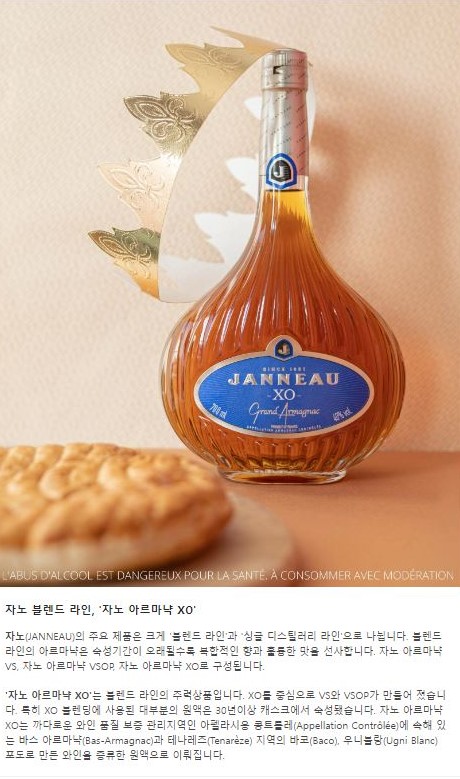 J
SINCE 1851
JANNEAU
-XO-
Grand Armagnac
700 ml
40% vol.
PRODUCT OF FRANCE
APPELLATION ARMAGNAC CONTROLEE
L'ABUS D'ALCOOL EST DANGEREUX POUR LA SANTÉ, À CONSOMMER AVEC MODÉRATION
자노 블렌드 라인, '자노 아르마냑 XO'
자노(JANNEAU)의 주요 제품은 크게 '블렌드 라인'과 '싱글 디스틸러리 라인'으로 나뉩니다. 블렌드
라인의 아르마냑은 숙성기간이 오래될수록 복합적인 향과 훌륭한 맛을 선사합니다. 자노 아르마냑
VS, 자노 아르마냑 VSOP, 자노 아르마냑 XO로 구성됩니다.
'자노 아르마냑 XO'는 블렌드 라인의 주력상품입니다. XO를 중심으로 VS와 VSOP가 만들어 졌습니
다. 특히 XO 블렌딩에 사용된 대부분의 원액은 30년이상 캐스크에서 숙성됐습니다. 자노 아르마냑
XO는 까다로운 와인 품질 보증 관리지역인 아펠라시옹 콩트롤레(Appellation Contrôlée)에 속해 있
는 바스 아르마냑(Bas-Armagnac)과 테나레즈(Tenarèze) 지역의 바코(Baco), 우니블랑(Ugni Blanc)
포도로 만든 와인을 증류한 원액으로 이뤄집니다.